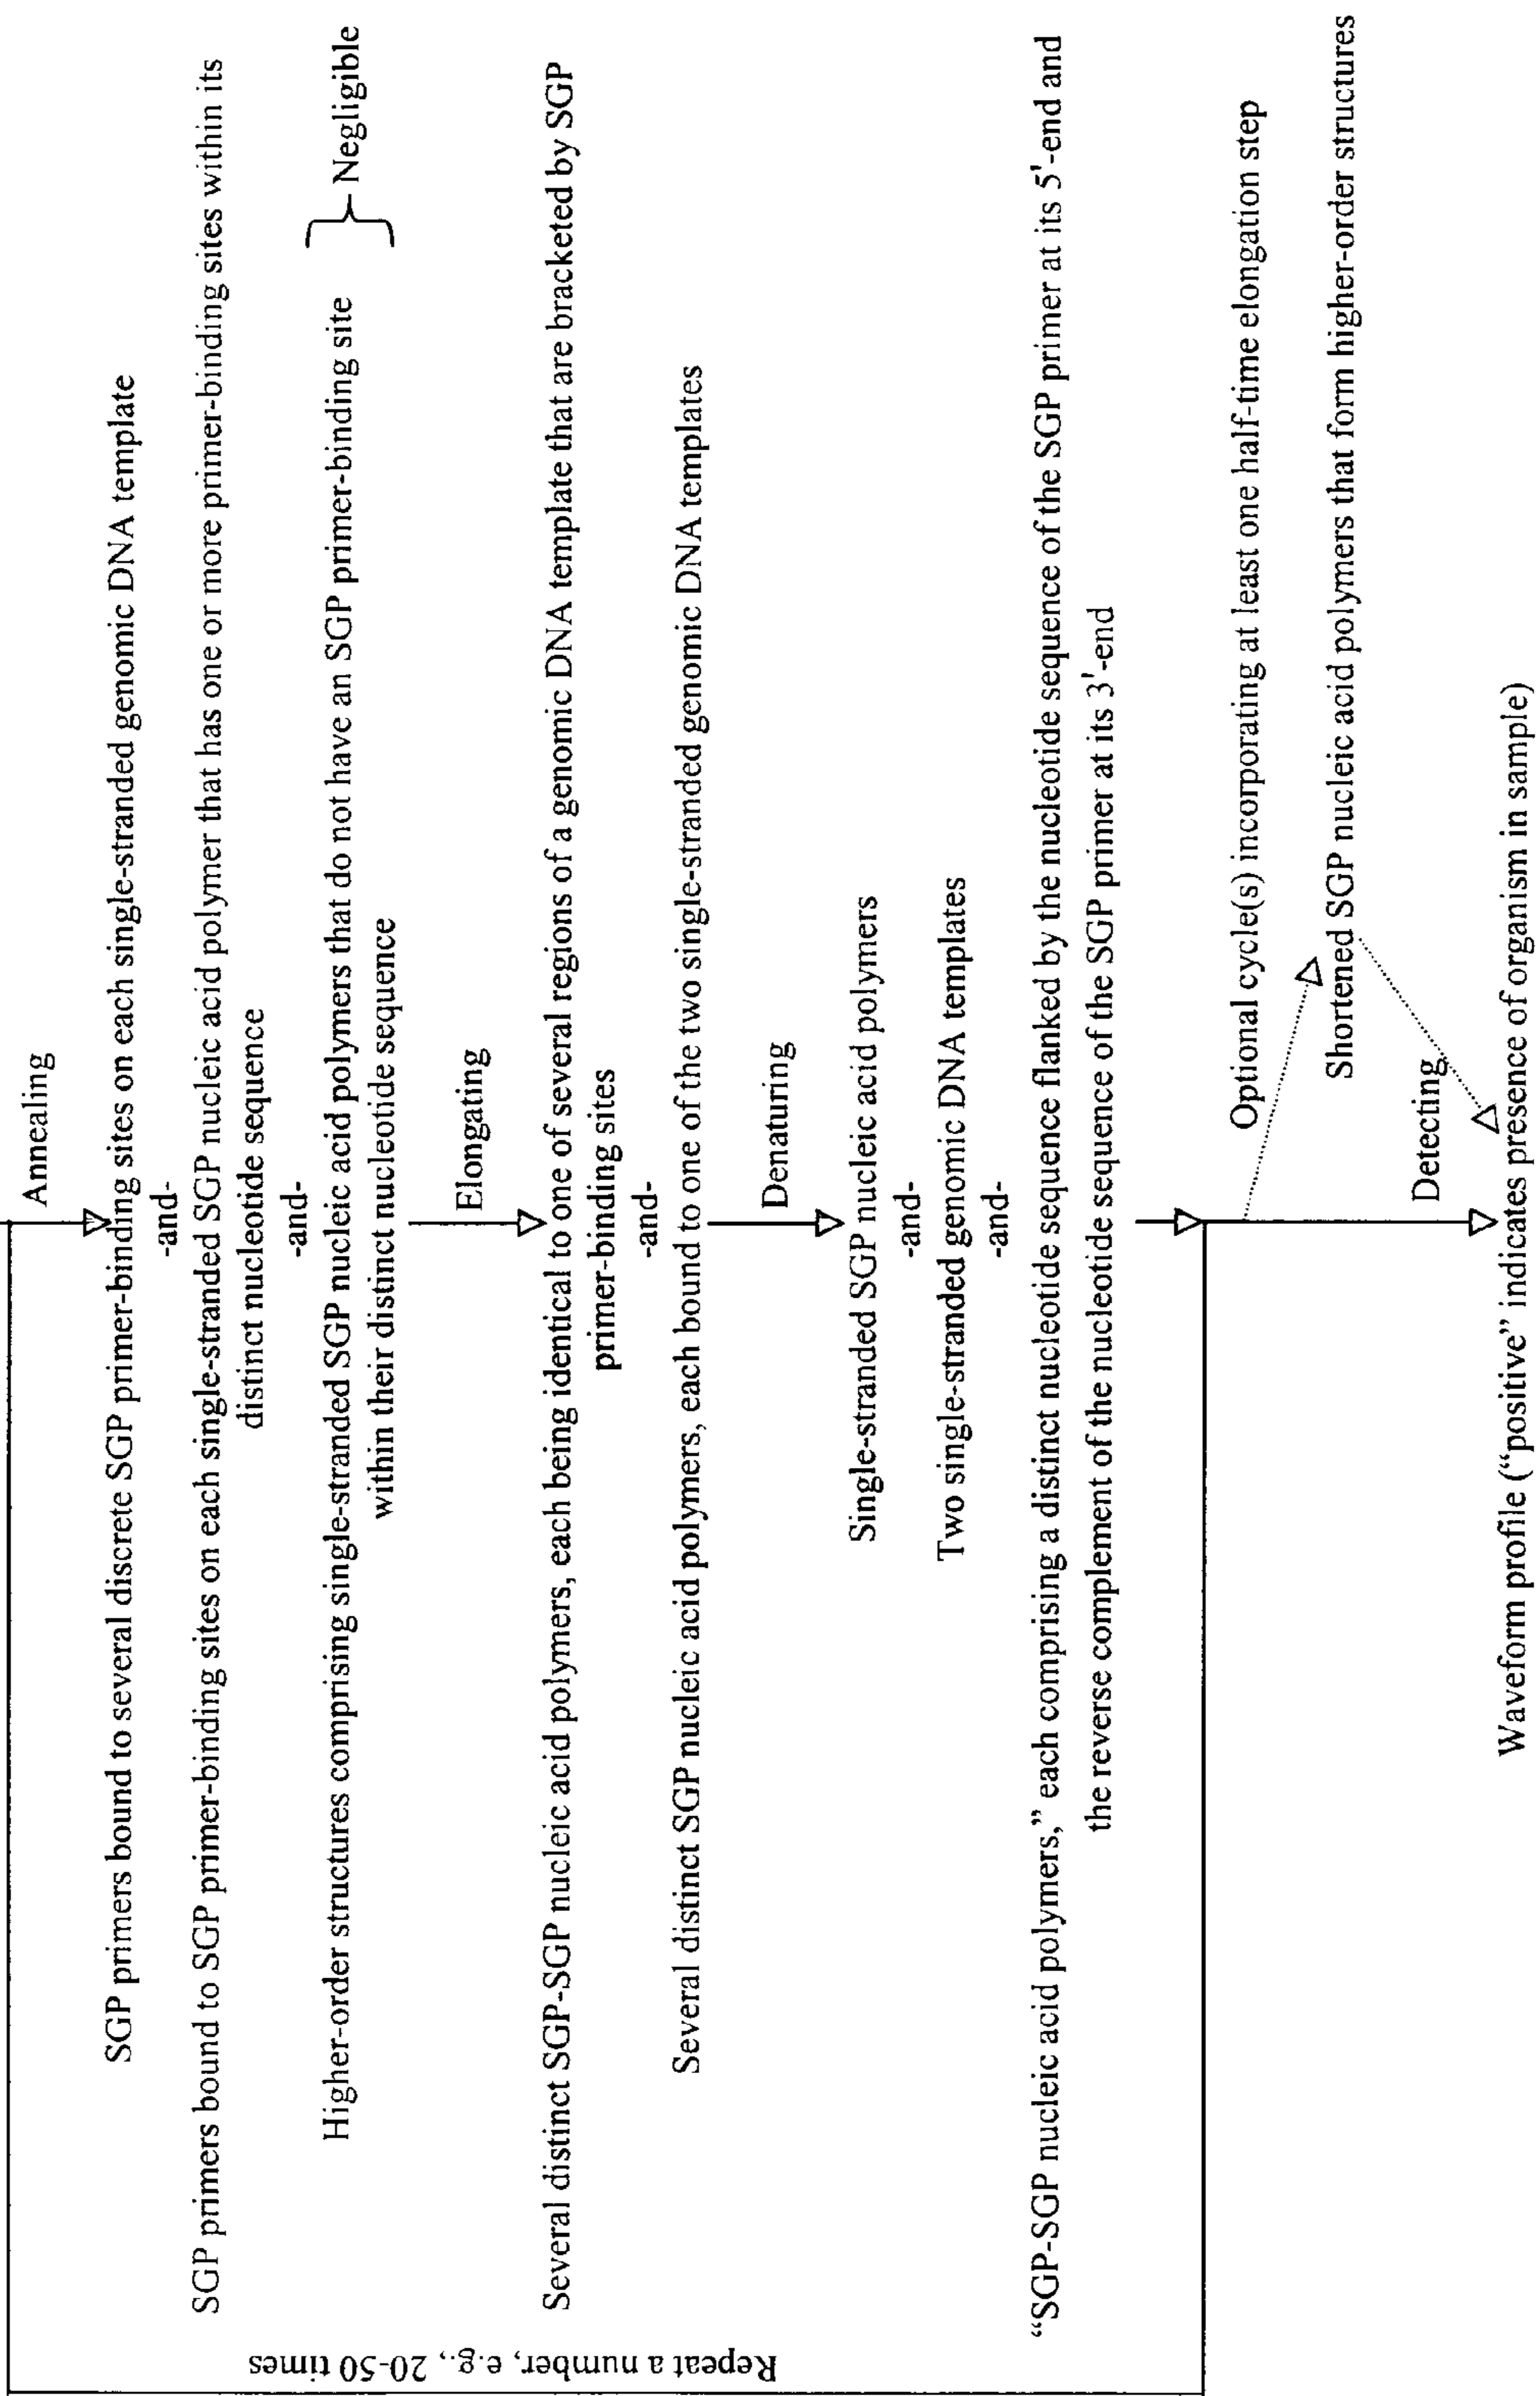 Annealing
SGP primers bound to several discrete SGP primer-binding sites on each single-stranded genomic DNA template
-and-
SGP primers bound to SGP primer-binding sites on each single-stranded SGP nucleic acid polymer that has one or more primer-binding sites within its
distinct nucleotide sequence
-and-
Higher-order structures comprising single-stranded SGP nucleic acid polymers that do not have an SGP primer-binding site
within their distinct nucleotide sequence
Negligible
Elongating
Several distinct SGP-SGP nucleic acid polymers, each being identical to one of several regions of a genomic DNA template that are bracketed by SGP
primer-binding sites
-and-
Several distinct SGP nucleic acid polymers, each bound to one of the two single-stranded genomic DNA templates
Denaturing
Single-stranded SGP nucleic acid polymers
-and-
Two single-stranded genomic DNA templates
-and-
“SGP-SGP nucleic acid polymers,” each comprising a distinct nucleotide sequence flanked by the nucleotide sequence of the SGP primer at its 5'-end and
the reverse complement of the nucleotide sequence of the SGP primer at its 3'-end
Repeat a number, e.g., 20-50 times
Optional cycle(s) incorporating at least one half-time elongation step
Shortened SGP nucleic acid polymers that form higher-order structures
Detecting
Waveform profile (“positive” indicates presence of organism in sample)